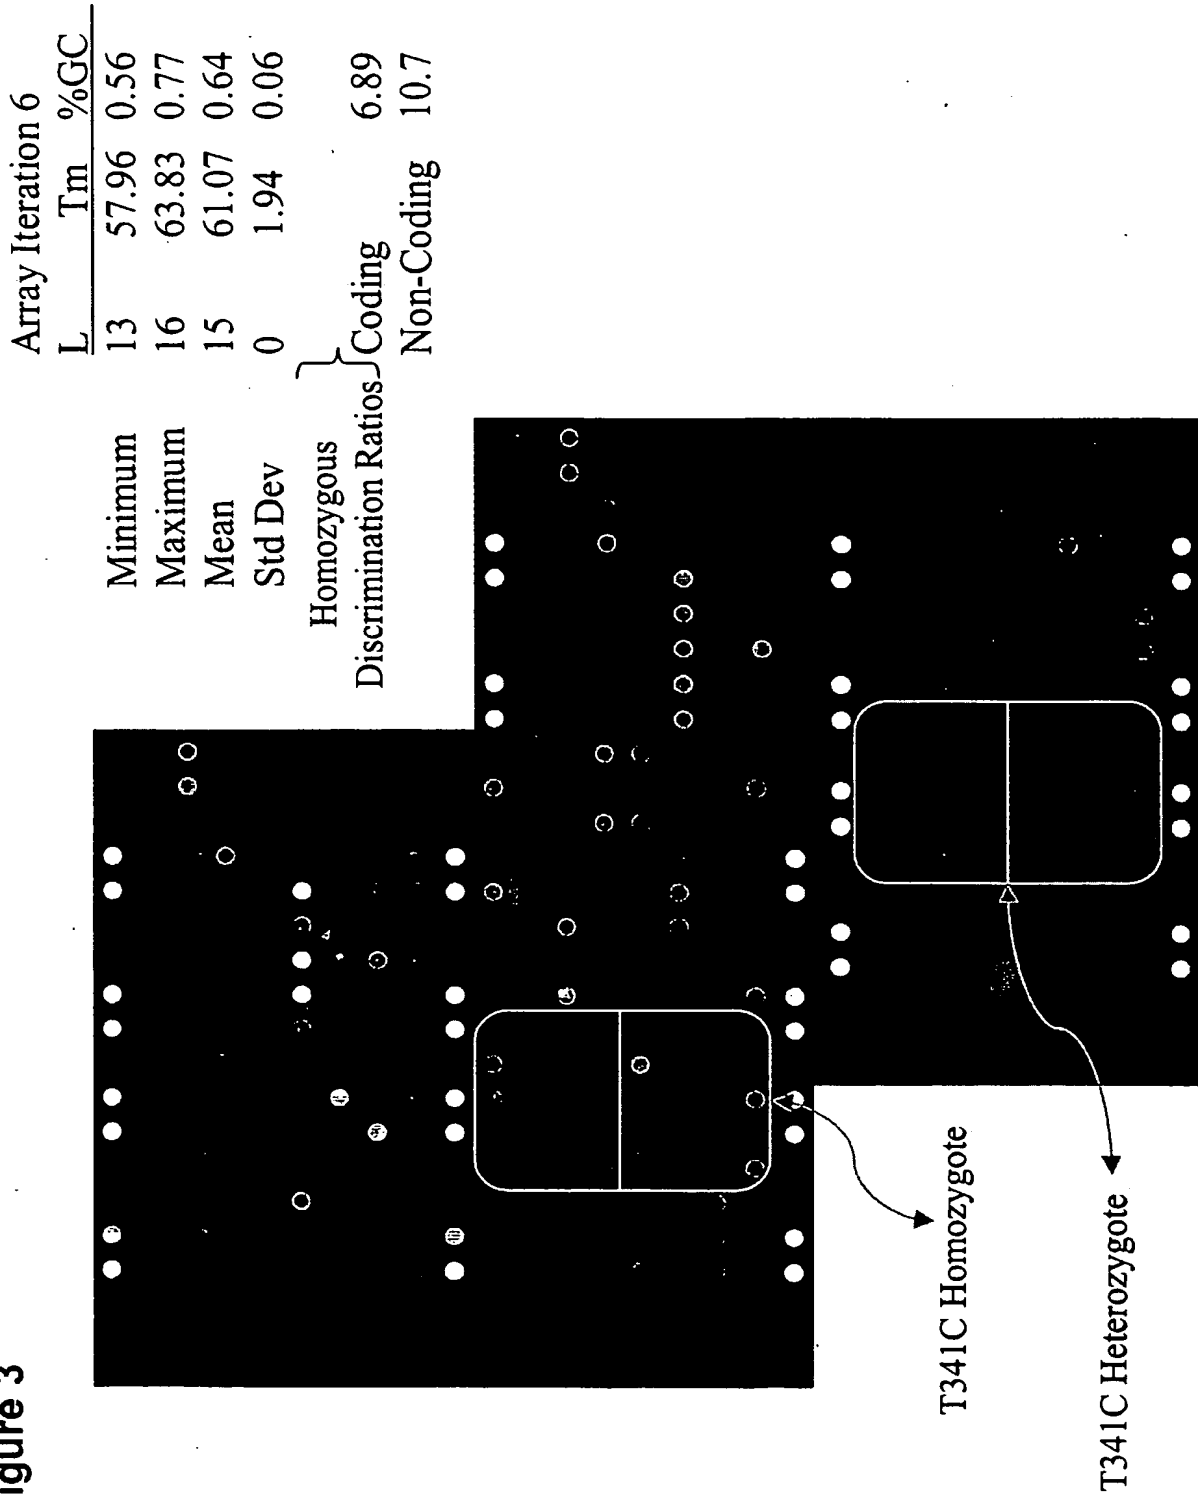 igure 3
Array Iteration 6
L Tm %GC
Minimum 13 57.96 0.56
Maximum 16 63.83 0.77
Mean 15 61.07 0.64
Std Dev 0 1.94 0.06
Homozygous
Discrimination Ratios } Coding 6.89
Non-Coding 10.7
T341C Homozygote
T341C Heterozygote